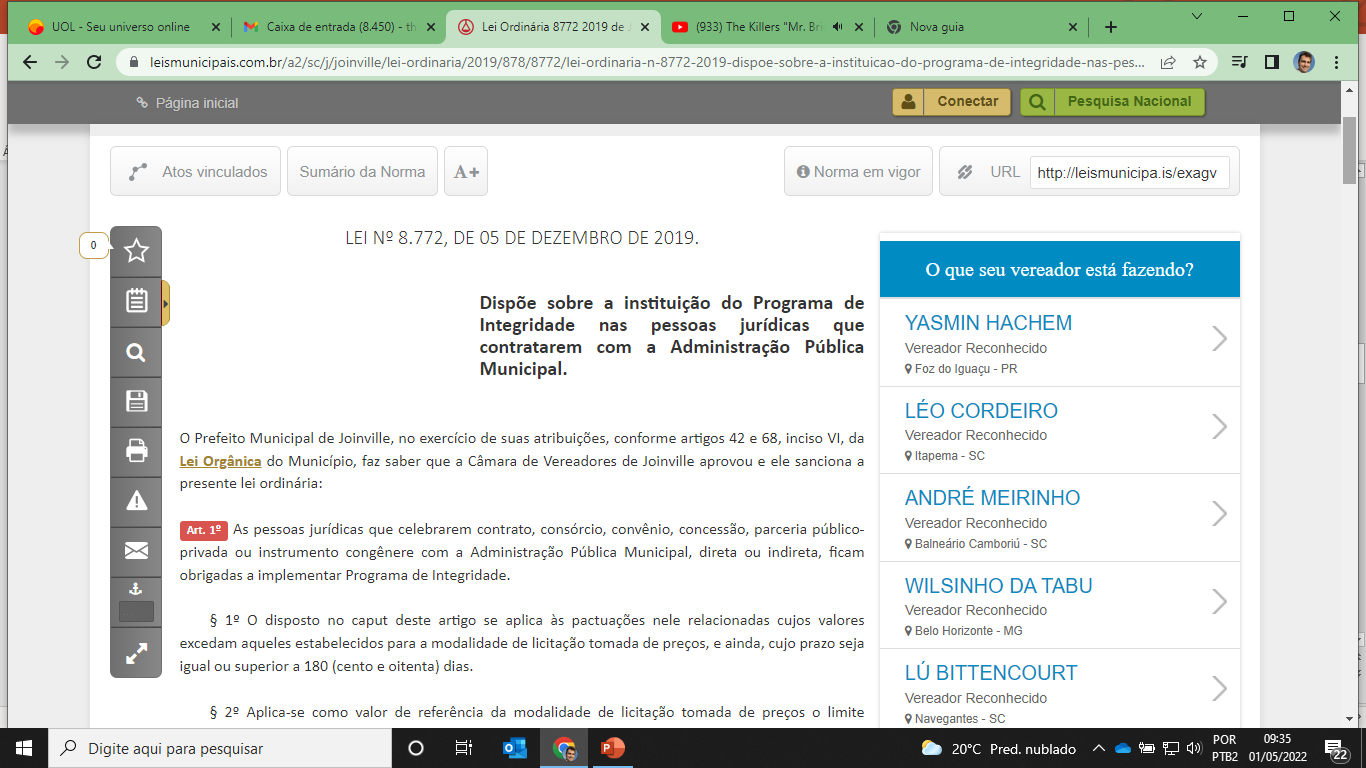 UOL - Seu universo online
Caixa de entrada (8.450) - th
Lei Ordinária 8772 2019 de J
(933) The Killers "Mr. Bri
Nova guia
leismunicipais.com.br/a2/sc/j/joinville/lei-ordinaria/2019/878/8772/lei-ordinaria-n-8772-2019-dispoe-sobre-a-instituicao-do-programa-de-integridade-nas-pes...
Página inicial
Conectar
Pesquisa Nacional
Atos vinculados
Sumário da Norma
A+
Norma em vigor
URL
http://leismunicipa.is/exagv
0
LEI Nº 8.772, DE 05 DE DEZEMBRO DE 2019.
Dispõe sobre a instituição do Programa de
Integridade nas pessoas jurídicas que
contratarem com a Administração Pública
Municipal.
O Prefeito Municipal de Joinville, no exercício de suas atribuições, conforme artigos 42 e 68, inciso VI, da
Lei Orgânica do Município, faz saber que a Câmara de Vereadores de Joinville aprovou e ele sanciona a
presente lei ordinária:
Art. 1º As pessoas jurídicas que celebrarem contrato, consórcio, convênio, concessão, parceria público-
privada ou instrumento congênere com a Administração Pública Municipal, direta ou indireta, ficam
obrigadas a implementar Programa de Integridade.
§ 1º O disposto no caput deste artigo se aplica às pactuações nele relacionadas cujos valores
excedam aqueles estabelecidos para a modalidade de licitação tomada de preços, e ainda, cujo prazo seja
igual ou superior a 180 (cento e oitenta) dias.
§ 2º Aplica-se como valor de referência da modalidade de licitação tomada de preços o limite
O que seu vereador está fazendo?
YASMIN HACHEM
Vereador Reconhecido
Foz do Iguaçu - PR
LÉO CORDEIRO
Vereador Reconhecido
Itapema - SC
ANDRÉ MEIRINHO
Vereador Reconhecido
Balneário Camboriú - SC
WILSINHO DA TABU
Vereador Reconhecido
Belo Horizonte - MG
LÚ BITTENCOURT
Vereador Reconhecido
Navegantes - SC
Digite aqui para pesquisar
20°C Pred. nublado
POR
PTB2
09:35
01/05/2022
22